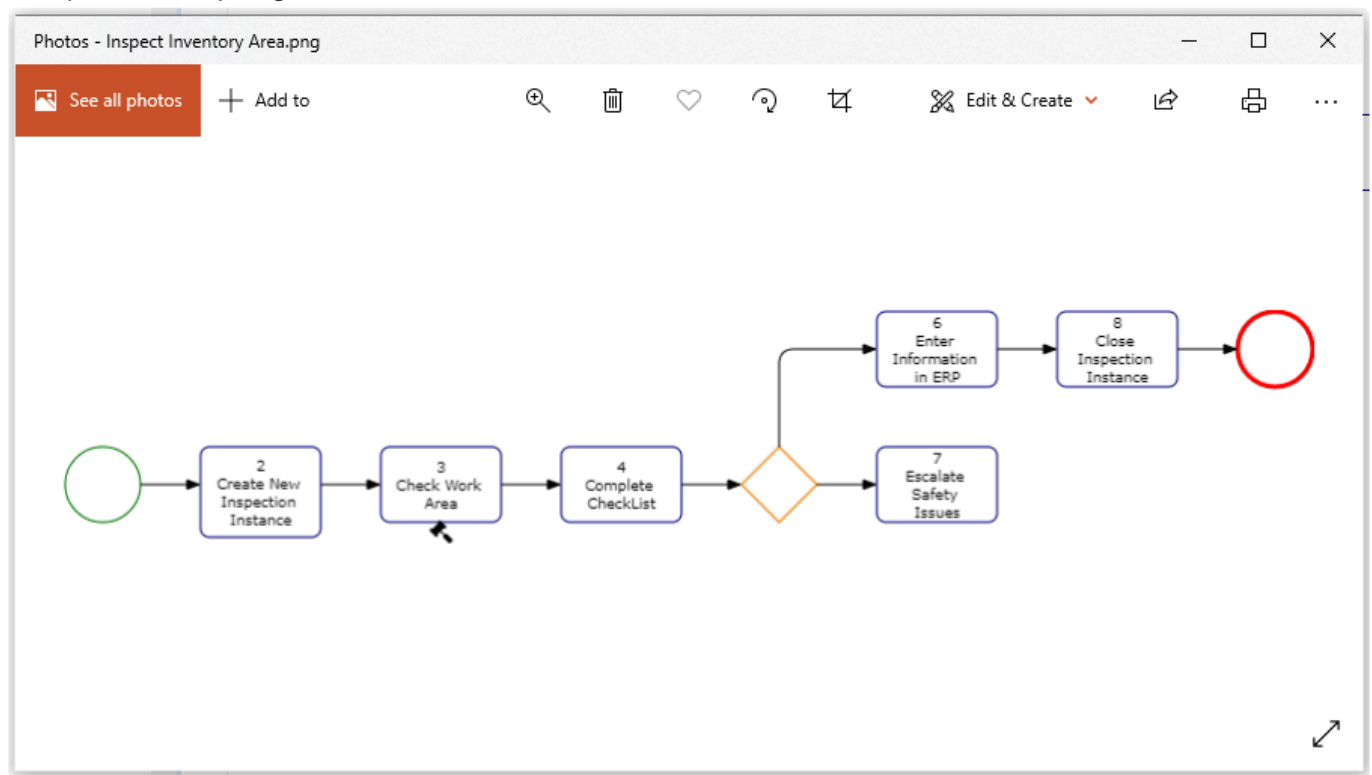 Photos - Inspect Inventory Area.png
See all photos
Add to
Edit & Create
6
Enter
Information
in ERP
8
Close
Inspection
Instance
2
Create New
Inspection
Instance
3
Check Work
Area
4
Complete
CheckList
7
Escalate
Safety
Issues